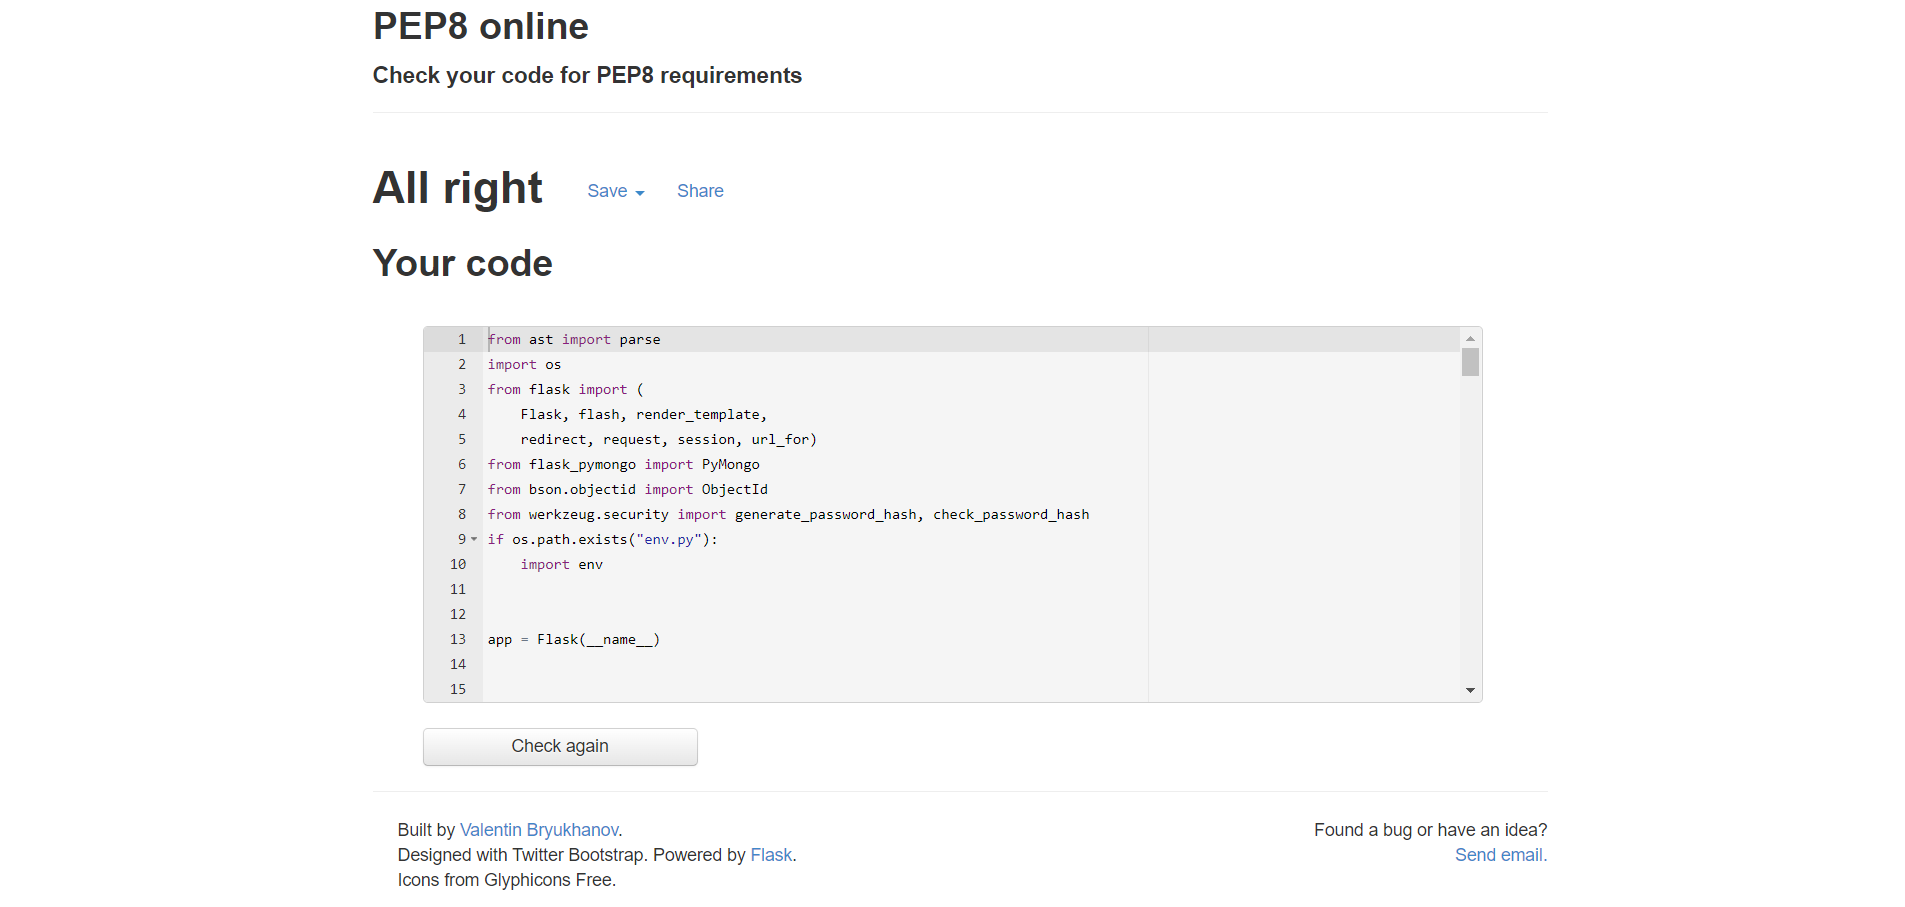 PEP8 online
Check your code for PEP8 requirements
All right Save Share
Your code
1 from ast import parse
2 import os
3 from flask import (
4     Flask, flash, render_template,
5     redirect, request, session, url_for)
6 from flask_pymongo import PyMongo
7 from bson.objectid import ObjectId
8 from werkzeug.security import generate_password_hash, check_password_hash
9 if os.path.exists("env.py"):
10     import env
11
12
13 app = Flask(__name__)
14
15
Check again
Built by Valentin Bryukhanov.
Designed with Twitter Bootstrap. Powered by Flask.
Icons from Glyphicons Free.
Found a bug or have an idea?
Send email.